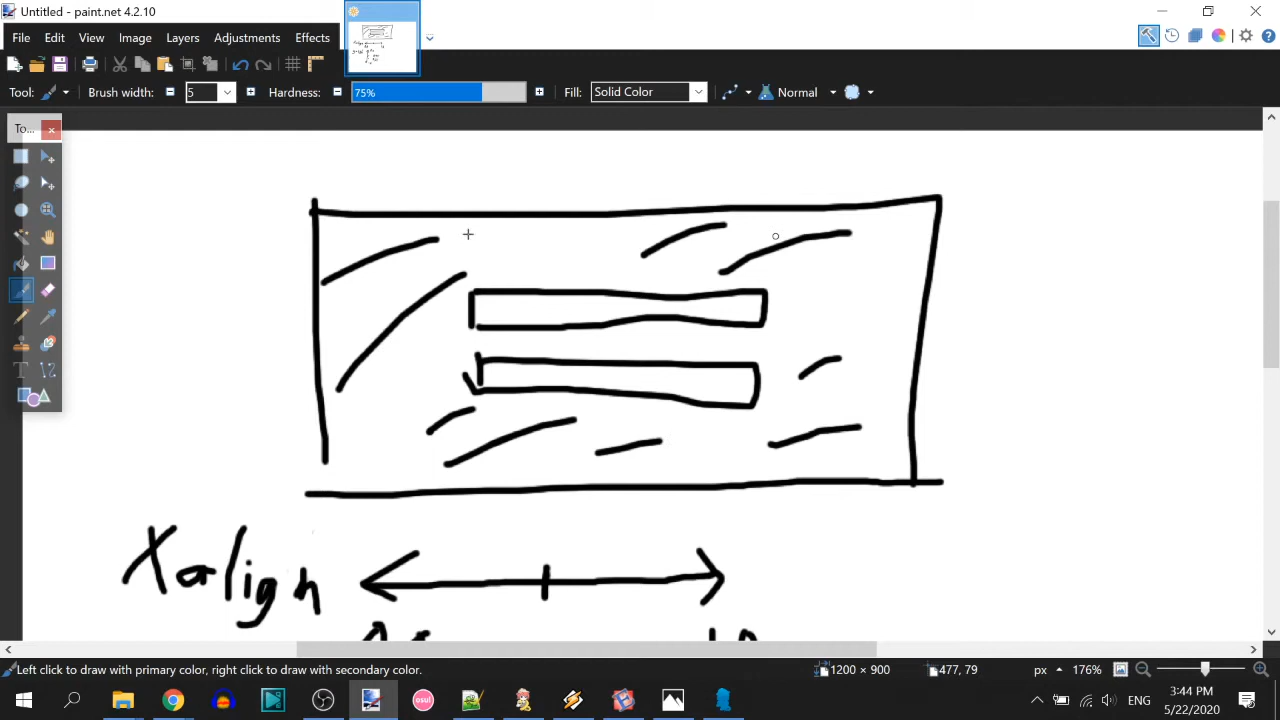 Untitled - paint.net 4.2.10
File Edit View Image Layers Adjustments Effects
Tool: Brush width: 5 Hardness: 75% Fill: Solid Color Normal
To...
Xalign
Left click to draw with primary color, right click to draw with secondary color. 1200 × 900 477, 79 px 176%
ENG 3:44 PM
5/22/2020
osu!